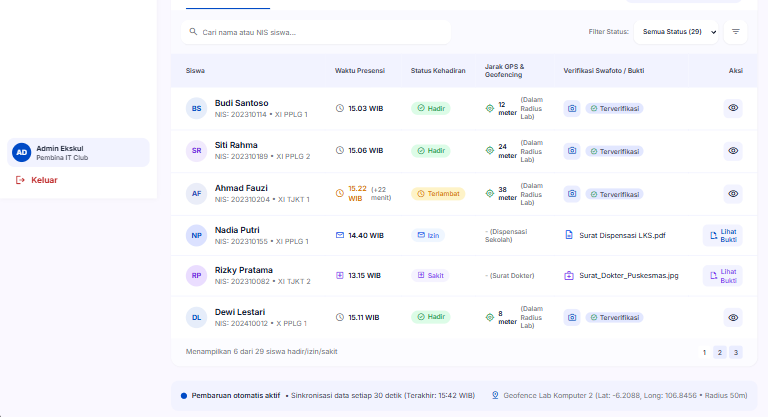 Cari nama atau NIS siswa...
Filter Status:
Semua Status (29)
Siswa
Waktu Presensi
Status Kehadiran
Jarak GPS & Geofencing
Verifikasi Swafoto / Bukti
Aksi
BS
Budi Santoso
NIS: 202310114 • XI PPLG 1
15.03 WIB
Hadir
12 meter
(Dalam Radius Lab)
Terverifikasi
SR
Siti Rahma
NIS: 202310189 • XI PPLG 2
15.06 WIB
Hadir
24 meter
(Dalam Radius Lab)
Terverifikasi
AD
Admin Ekskul
Pembina IT Club
Keluar
AF
Ahmad Fauzi
NIS: 202310204 • XI TJKT 1
15.22 WIB
(+22 menit)
Terlambat
38 meter
(Dalam Radius Lab)
Terverifikasi
NP
Nadia Putri
NIS: 202310155 • XI PPLG 1
14.40 WIB
Izin
- (Dispensasi Sekolah)
Surat Dispensasi LKS.pdf
Lihat Bukti
RP
Rizky Pratama
NIS: 202310082 • XI TJKT 2
13.15 WIB
Sakit
- (Surat Dokter)
Surat_Dokter_Puskesmas.jpg
Lihat Bukti
DL
Dewi Lestari
NIS: 202410012 • X PPLG 1
15.11 WIB
Hadir
8 meter
(Dalam Radius Lab)
Terverifikasi
Menampilkan 6 dari 29 siswa hadir/izin/sakit
1 2 3
Pembaruan otomatis aktif • Sinkronisasi data setiap 30 detik (Terakhir: 15:42 WIB)
Geofence Lab Komputer 2 (Lat: -6.2088, Long: 106.8456 • Radius 50m)